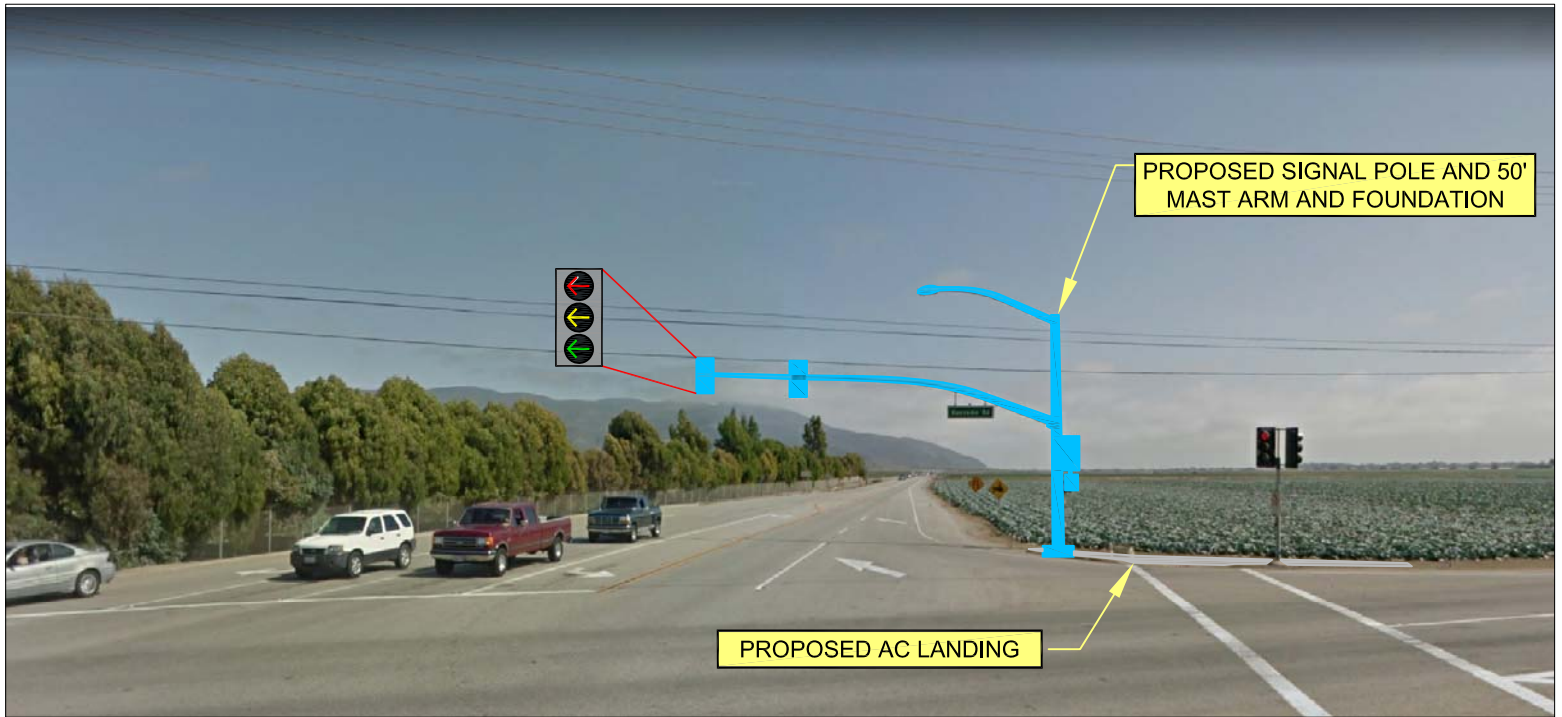 PROPOSED SIGNAL POLE AND 50'
MAST ARM AND FOUNDATION
PROPOSED AC LANDING